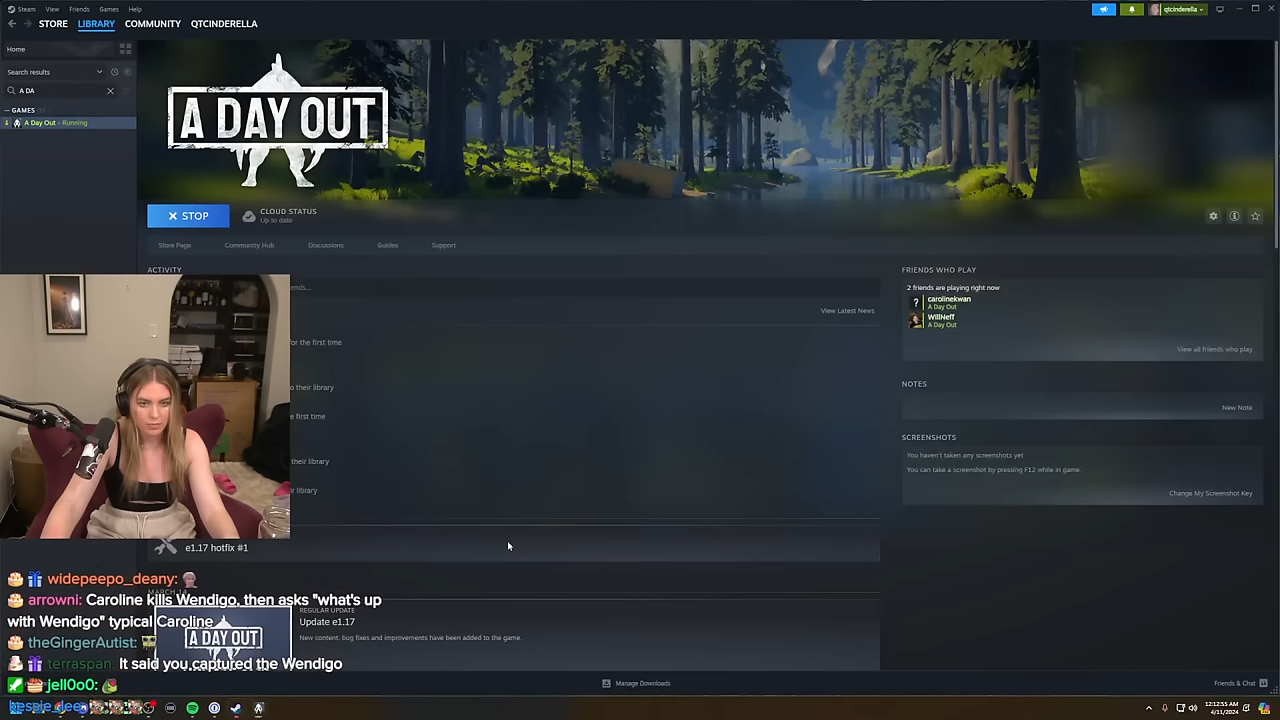 Steam View Friends Games Help
qtcinderella
STORE LIBRARY COMMUNITY QTCINDERELLA
Home
Search results
A DA
GAMES
A Day Out - Running
A DAY OUT
STOP
CLOUD STATUS
Up to date
Store Page Community Hub Discussions Guides Support
ACTIVITY
ends...
View Latest News
for the first time
o their library
e first time
their library
r library
e1.17 hotfix #1
MARCH 14
REGULAR UPDATE
Update e1.17
New content, bug fixes and improvements have been added to the game.
A DAY OUT
FRIENDS WHO PLAY
2 friends are playing right now
carolinekwan
A Day Out
WillNeff
A Day Out
View all friends who play
NOTES
New Note
SCREENSHOTS
You haven't taken any screenshots yet
You can take a screenshot by pressing F12 while in game.
Change My Screenshot Key
widepeepo_deany:
arrowni: Caroline kills Wendigo, then asks "what's up
with Wendigo" typical Caroline
theGingerAutist:
terraspan: It said you captured the Wendigo
jell0o0:
Manage Downloads
Friends & Chat
12:12:55 AM
4/11/2024